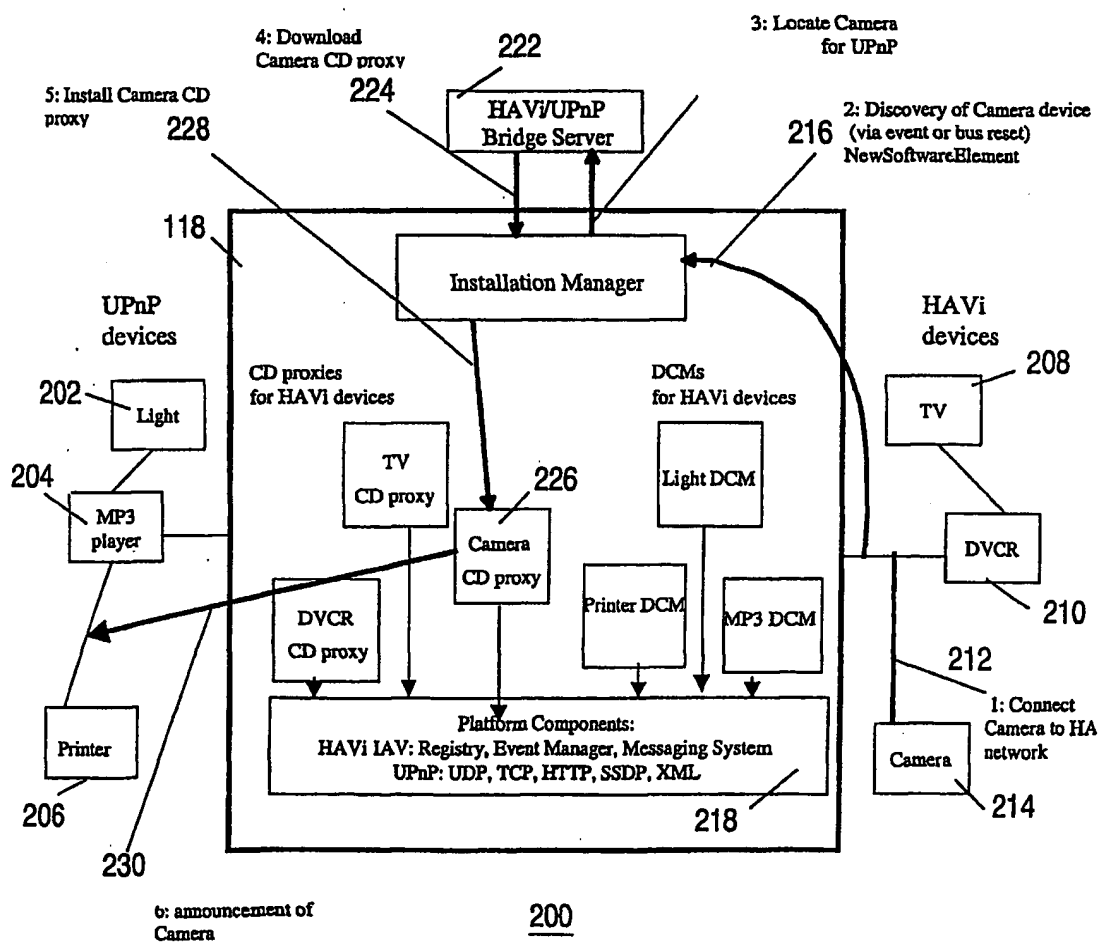 4: Download
Camera CD proxy
224
222
3: Locate Camera
for UPnP
5: Install Camera CD
proxy
228
HAVi/UPnP
Bridge Server
216
2: Discovery of Camera device
(via event or bus reset)
NewSoftwareElement
118
Installation Manager
UPnP
devices
HAVi
devices
202
Light
208
TV
CD proxies
for HAVi devices
DCMs
for HAVi devices
204
MP3
player
TV
CD proxy
226
Camera
CD proxy
Light DCM
DVCR
210
DVCR
CD proxy
Printer DCM
MP3 DCM
212
1: Connect
Camera to HA
network
Printer
206
Platform Components:
HAVi IAV: Registry, Event Manager, Messaging System
UPnP: UDP, TCP, HTTP, SSDP, XML
218
Camera
214
230
6: announcement of
Camera
200